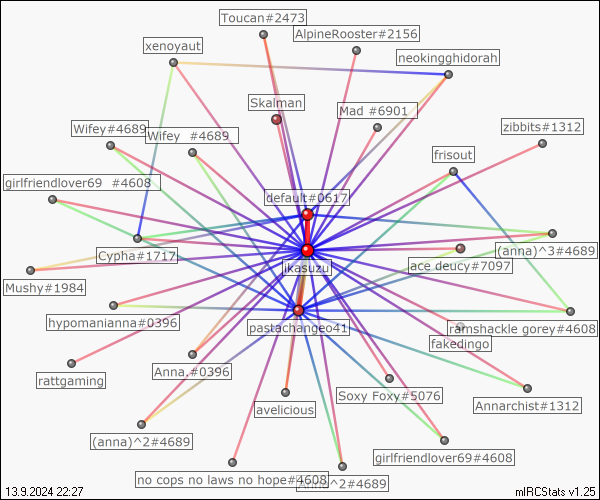 Toucan#2473
AlpineRooster#2156
xenoyaut
neokingghidorah
Skalman
Mad #6901
zibbits#1312
Wifey#4689
Wifey #4689
frisout
girlfriendlover69 #4608
default#0617
Cypha#1717
(anna)^3#4689
ikasuzu
ace deucy#7097
Mushy#1984
hypomanianna#0396
pastachangeo41
ramshackle gorey#4608
fakedingo
rattgaming
Anna,#0396
Soxy Foxy#5076
avelicious
Annarchist#1312
(anna)^2#4689
girlfriendlover69#4608
no cops no laws no hope#4608
^2#4689
13.9.2024 22:27
mIRCStats v1.25